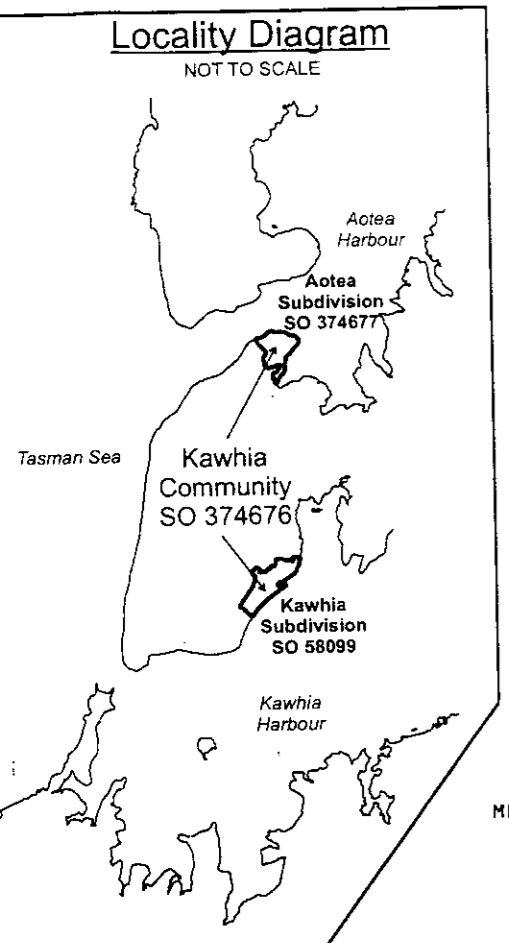 Locality Diagram
NOT TO SCALE
Aotea
Harbour
Aotea
Subdivision
SO 374677
Tasman Sea
Kawhia
Community
SO 374676
Kawhia
Subdivision
SO 58099
Kawhia
Harbour